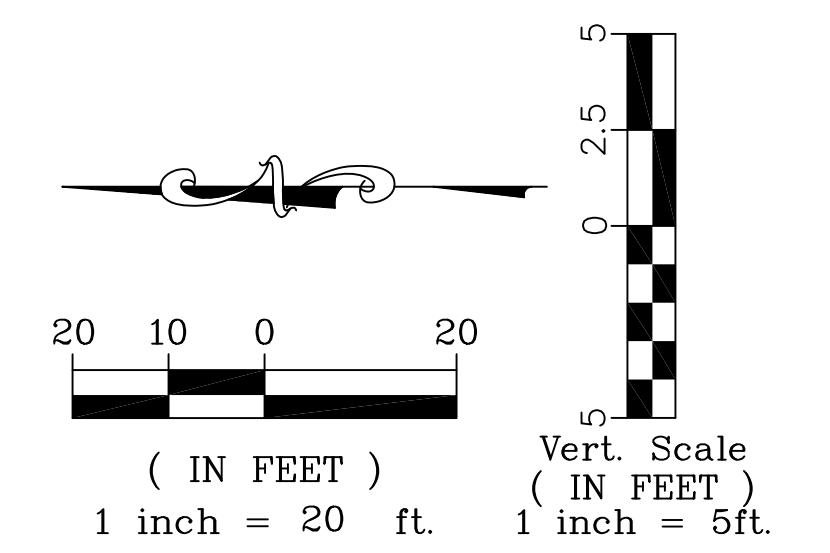 N
20 10 0 20
( IN FEET )
1 inch = 20 ft.
5
2.5
0
5
Vert. Scale
( IN FEET )
1 inch = 5ft.